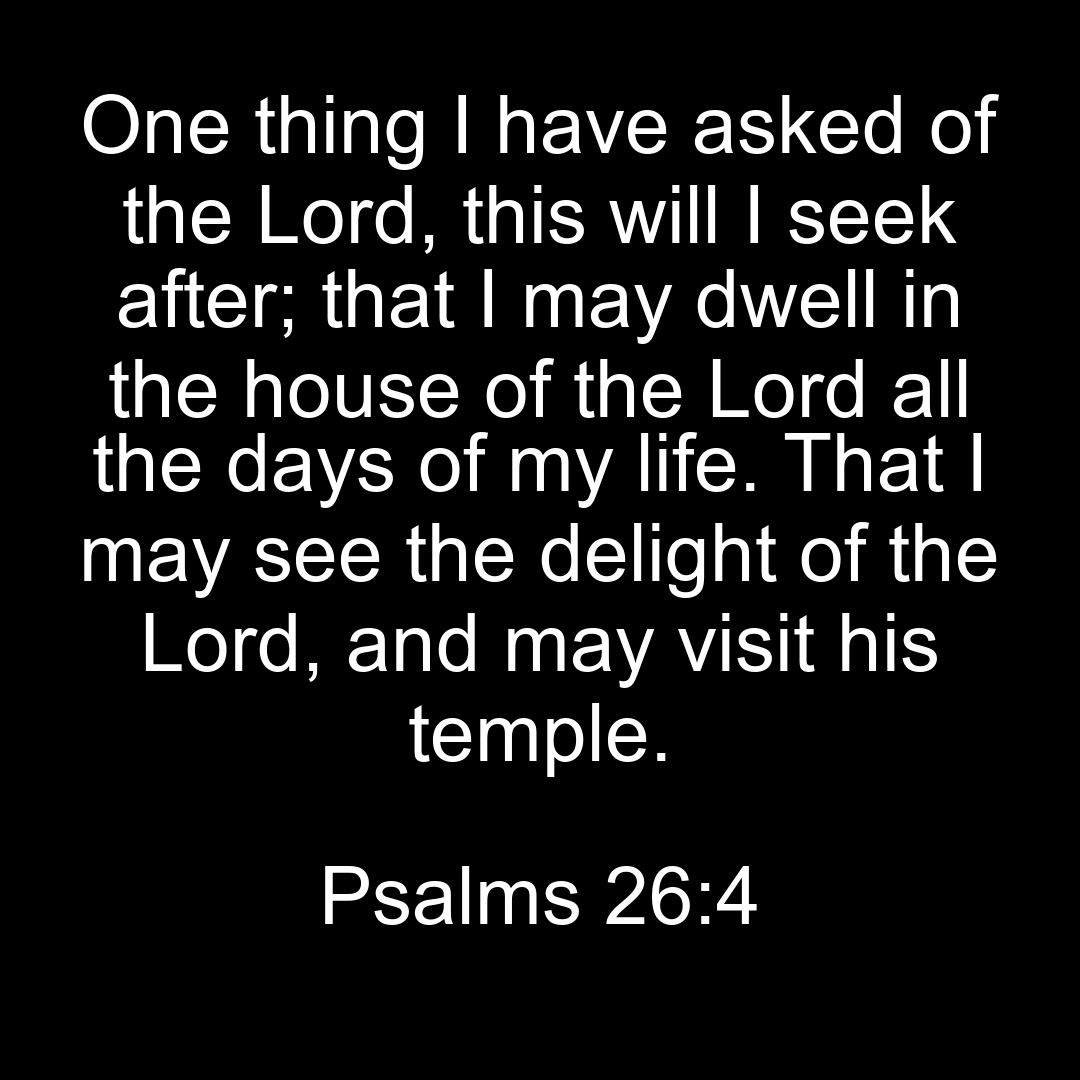 One thing I have asked of
the Lord, this will I seek
after; that I may dwell in
the house of the Lord all
the days of my life. That I
may see the delight of the
Lord, and may visit his
temple.
Psalms 26:4